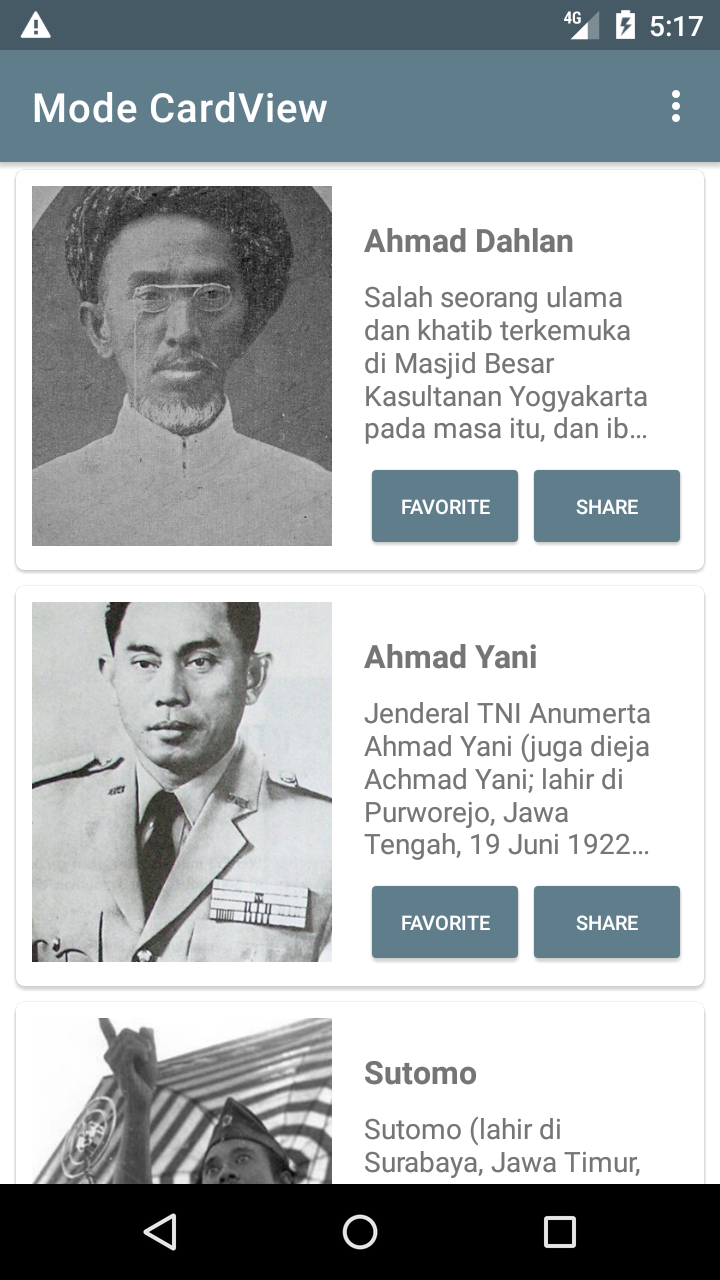 4G 5:17
Mode CardView
Ahmad Dahlan
Salah seorang ulama
dan khatib terkemuka
di Masjid Besar
Kasultanan Yogyakarta
pada masa itu, dan ib…
FAVORITE SHARE
Ahmad Yani
Jenderal TNI Anumerta
Ahmad Yani (juga dieja
Achmad Yani; lahir di
Purworejo, Jawa
Tengah, 19 Juni 1922…
FAVORITE SHARE
Sutomo
Sutomo (lahir di
Surabaya, Jawa Timur,